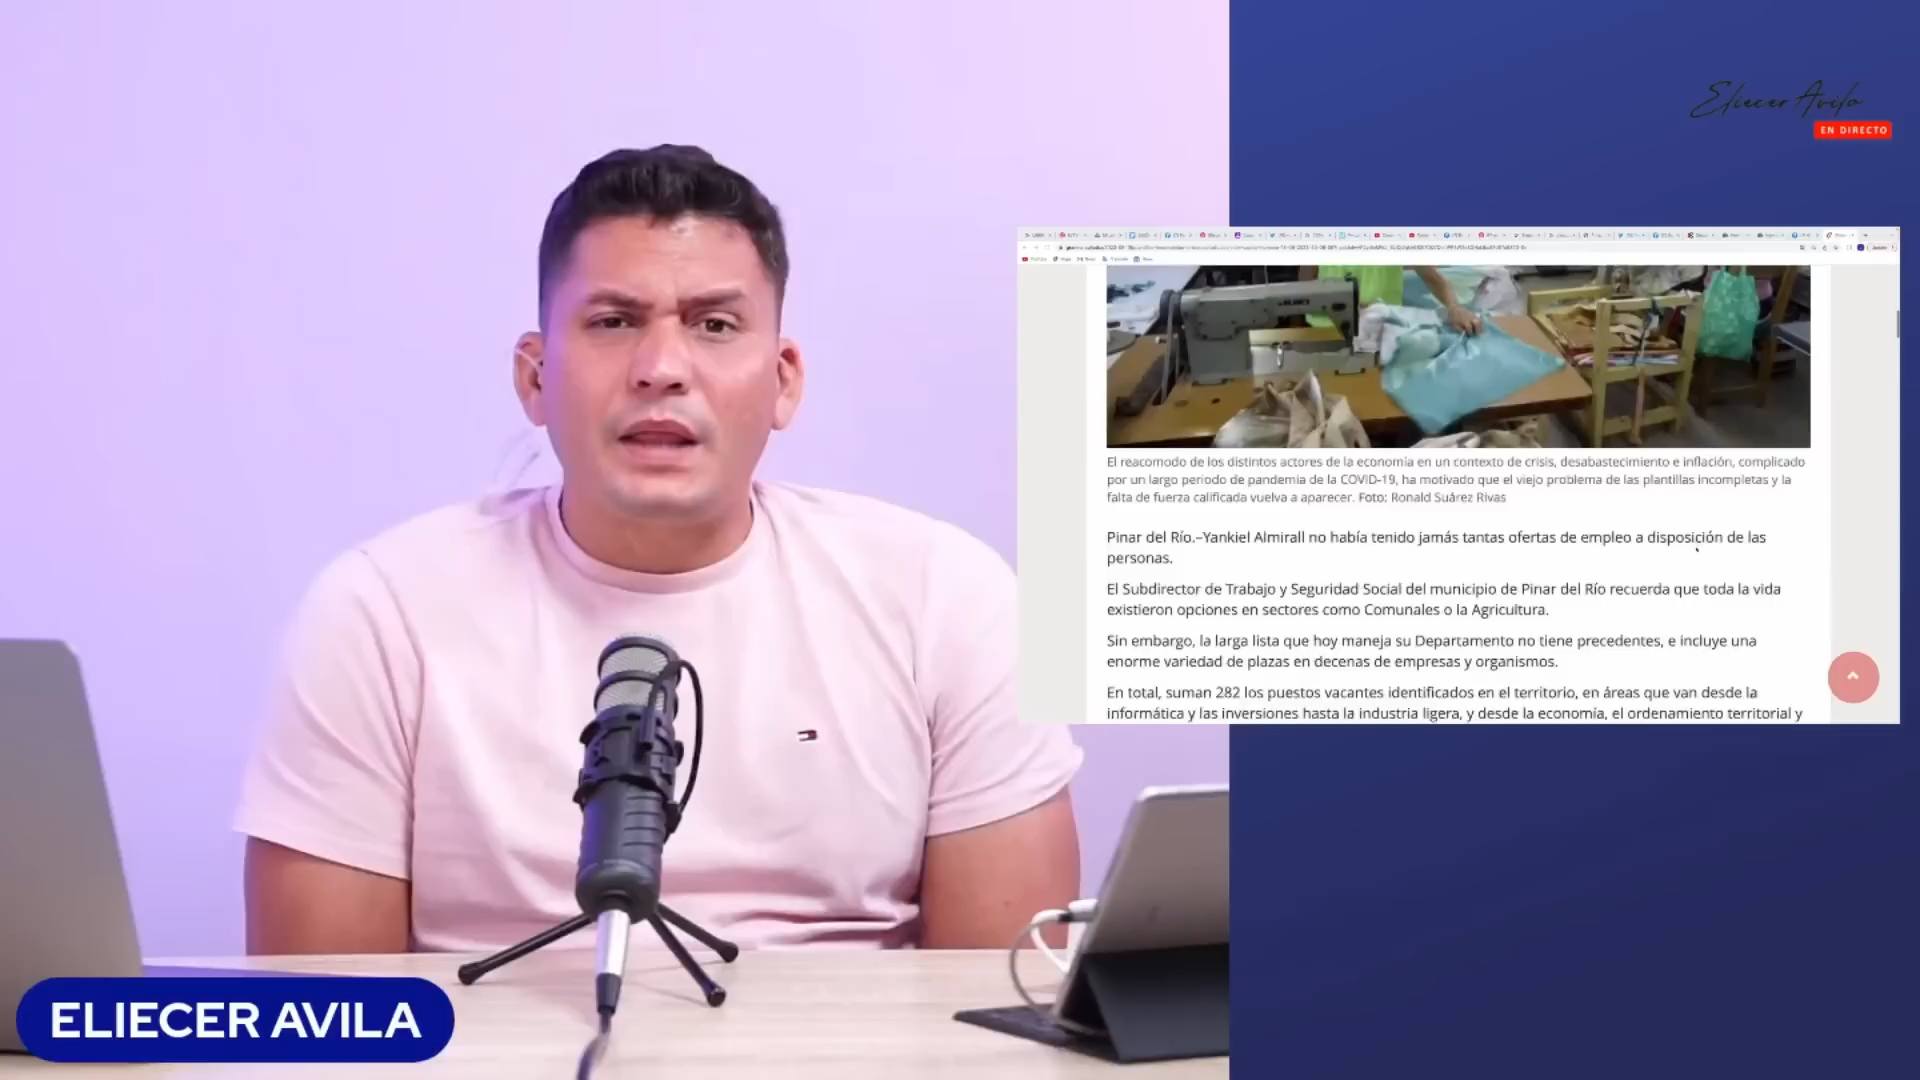 Eliecer Avila
EN DIRECTO
El reacomodo de los distintos actores de la economía en un contexto de crisis, desabastecimiento e inflación, complicado
por un largo periodo de pandemia de la COVID-19, ha motivado que el viejo problema de las plantillas incompletas y la
falta de fuerza calificada vuelva a aparecer. Foto: Ronald Suárez Rivas
Pinar del Río.–Yankiel Almirall no había tenido jamás tantas ofertas de empleo a disposición de las
personas.
El Subdirector de Trabajo y Seguridad Social del municipio de Pinar del Río recuerda que toda la vida
existieron opciones en sectores como Comunales o la Agricultura.
Sin embargo, la larga lista que hoy maneja su Departamento no tiene precedentes, e incluye una
enorme variedad de plazas en decenas de empresas y organismos.
En total, suman 282 los puestos vacantes identificados en el territorio, en áreas que van desde la
informática y las inversiones hasta la industria ligera, y desde la economía, el ordenamiento territorial y
ELIECER AVILA